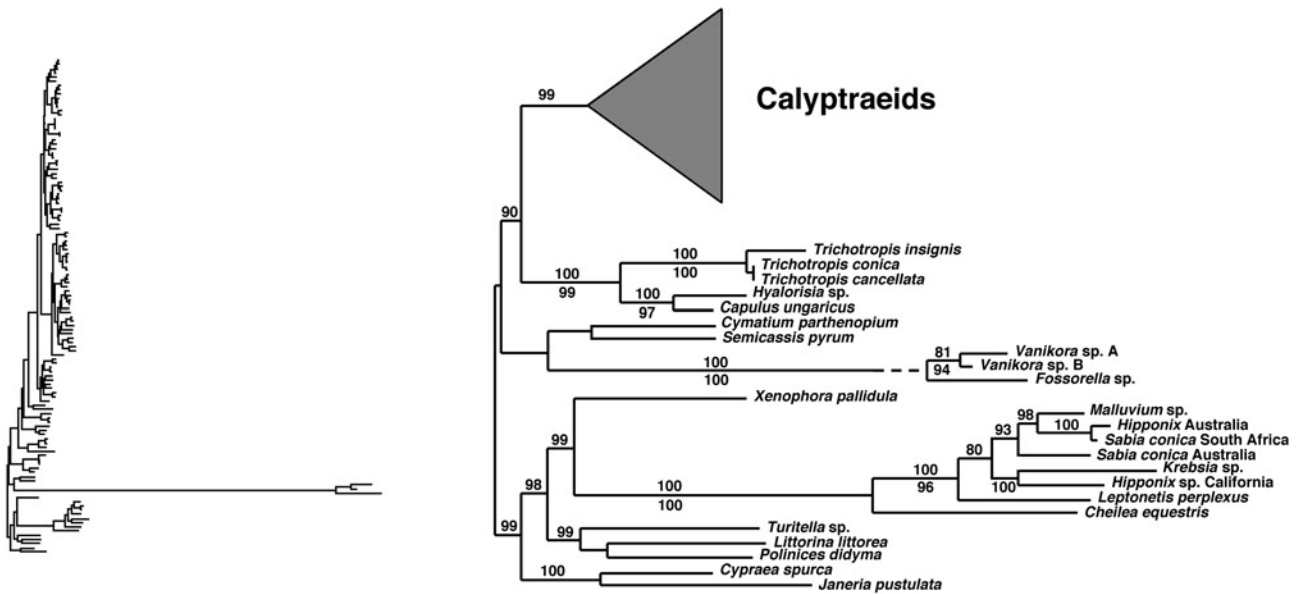 99
Calyptraeids
90
100
Trichotropis insignis
100
Trichotropis conica
100
Trichotropis cancellata
99
100
Hyalorisia sp.
97
Capulus ungaricus
Cymatium parthenopium
Semicassis pyrum
100
100
81
Vanikora sp. A
94
Vanikora sp. B
Fossorella sp.
Xenophora pallidula
99
98
Malluvium sp.
93
100
Hipponix Australia
Sabia conica South Africa
80
Sabia conica Australia
100
96
Krebsia sp.
100
Hipponix sp. California
100
100
Leptonetis perplexus
Cheilea equestris
98
99
99
Turitella sp.
Littorina littorea
Polinices didyma
100
Cypraea spurca
Janeria pustulata